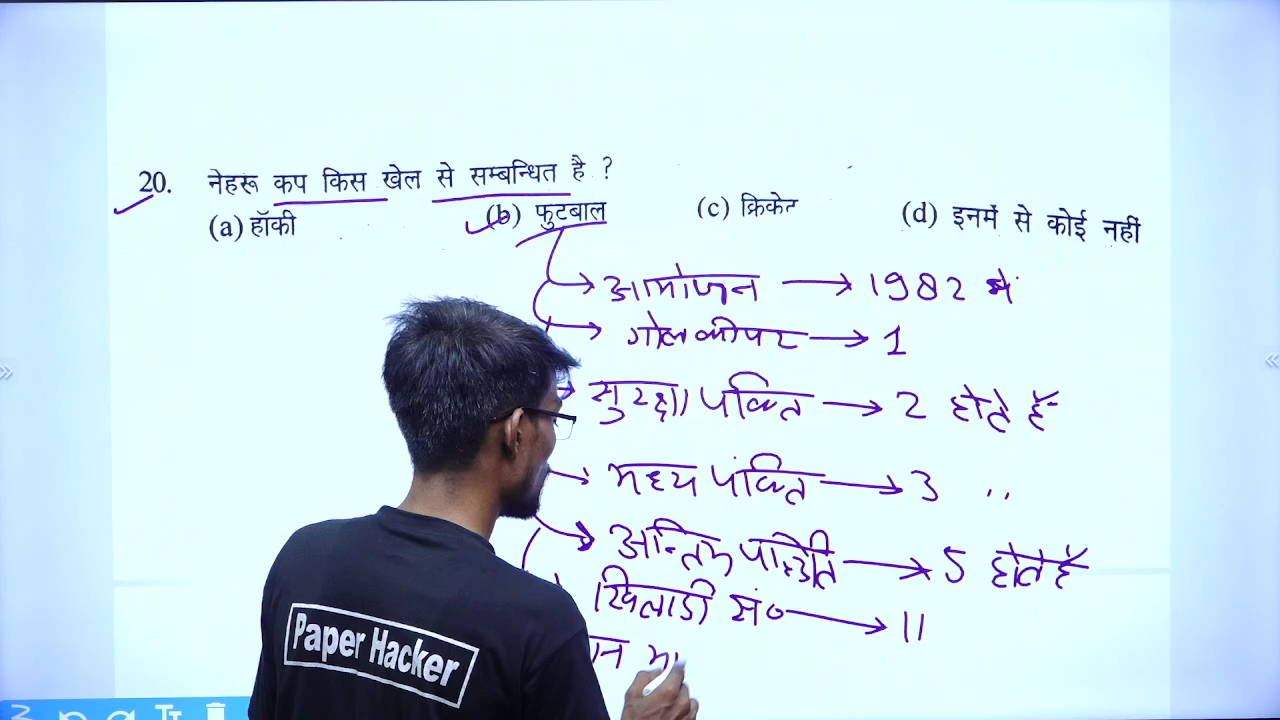 20. नेहरू कप किस खेल से सम्बन्धित है ?
(a) हॉकी (b) फुटबाल (c) क्रिकेट (d) इनमें से कोई नहीं
आयोजन → 1982 में
गोलकीपर → 1
सुरक्षा पंक्ति → 2 होते हैं
मध्य पंक्ति → 3 ,,
अन्तिम पंक्ति → 5 होते हैं
खिलाडी सं० → 11
Paper Hacker